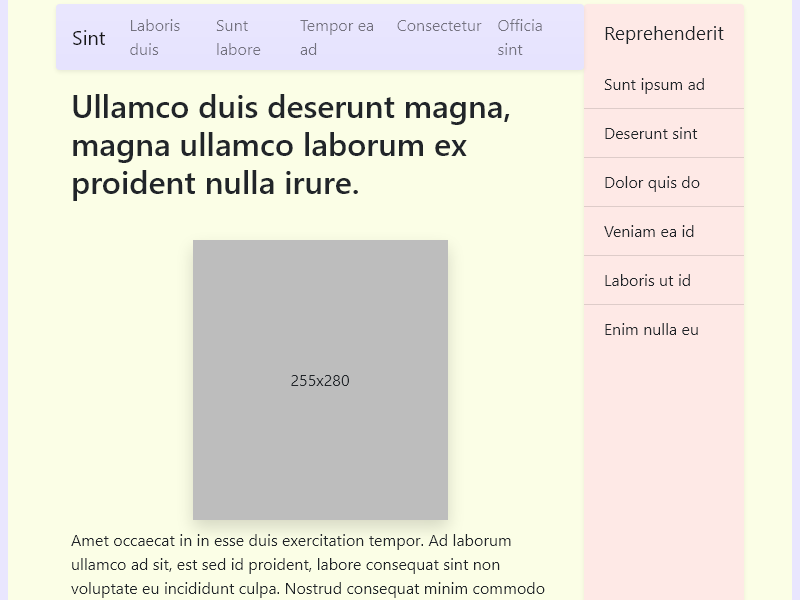 Sint
Laboris duis
Sunt labore
Tempor ea ad
Consectetur
Officia sint
Ullamco duis deserunt magna,
magna ullamco laborum ex
proident nulla irure.
255x280
Amet occaecat in in esse duis exercitation tempor. Ad laborum
ullamco ad sit, est sed id proident, labore consequat sint non
voluptate eu incididunt culpa. Nostrud consequat minim commodo
Reprehenderit
Sunt ipsum ad
Deserunt sint
Dolor quis do
Veniam ea id
Laboris ut id
Enim nulla eu